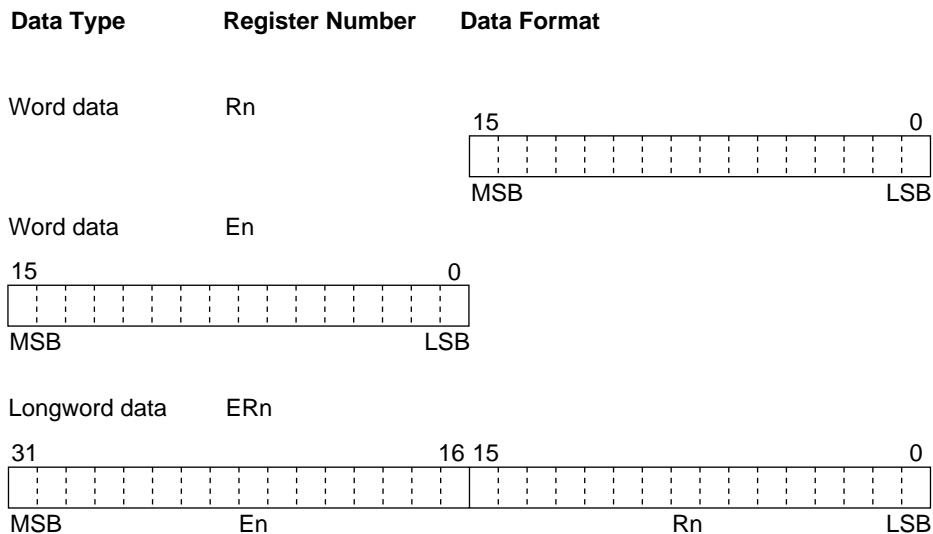 Data Type Register Number Data Format
Word data Rn
15 0
MSB LSB
Word data En
15 0
MSB LSB
Longword data ERn
31 16 15 0
MSB En Rn LSB